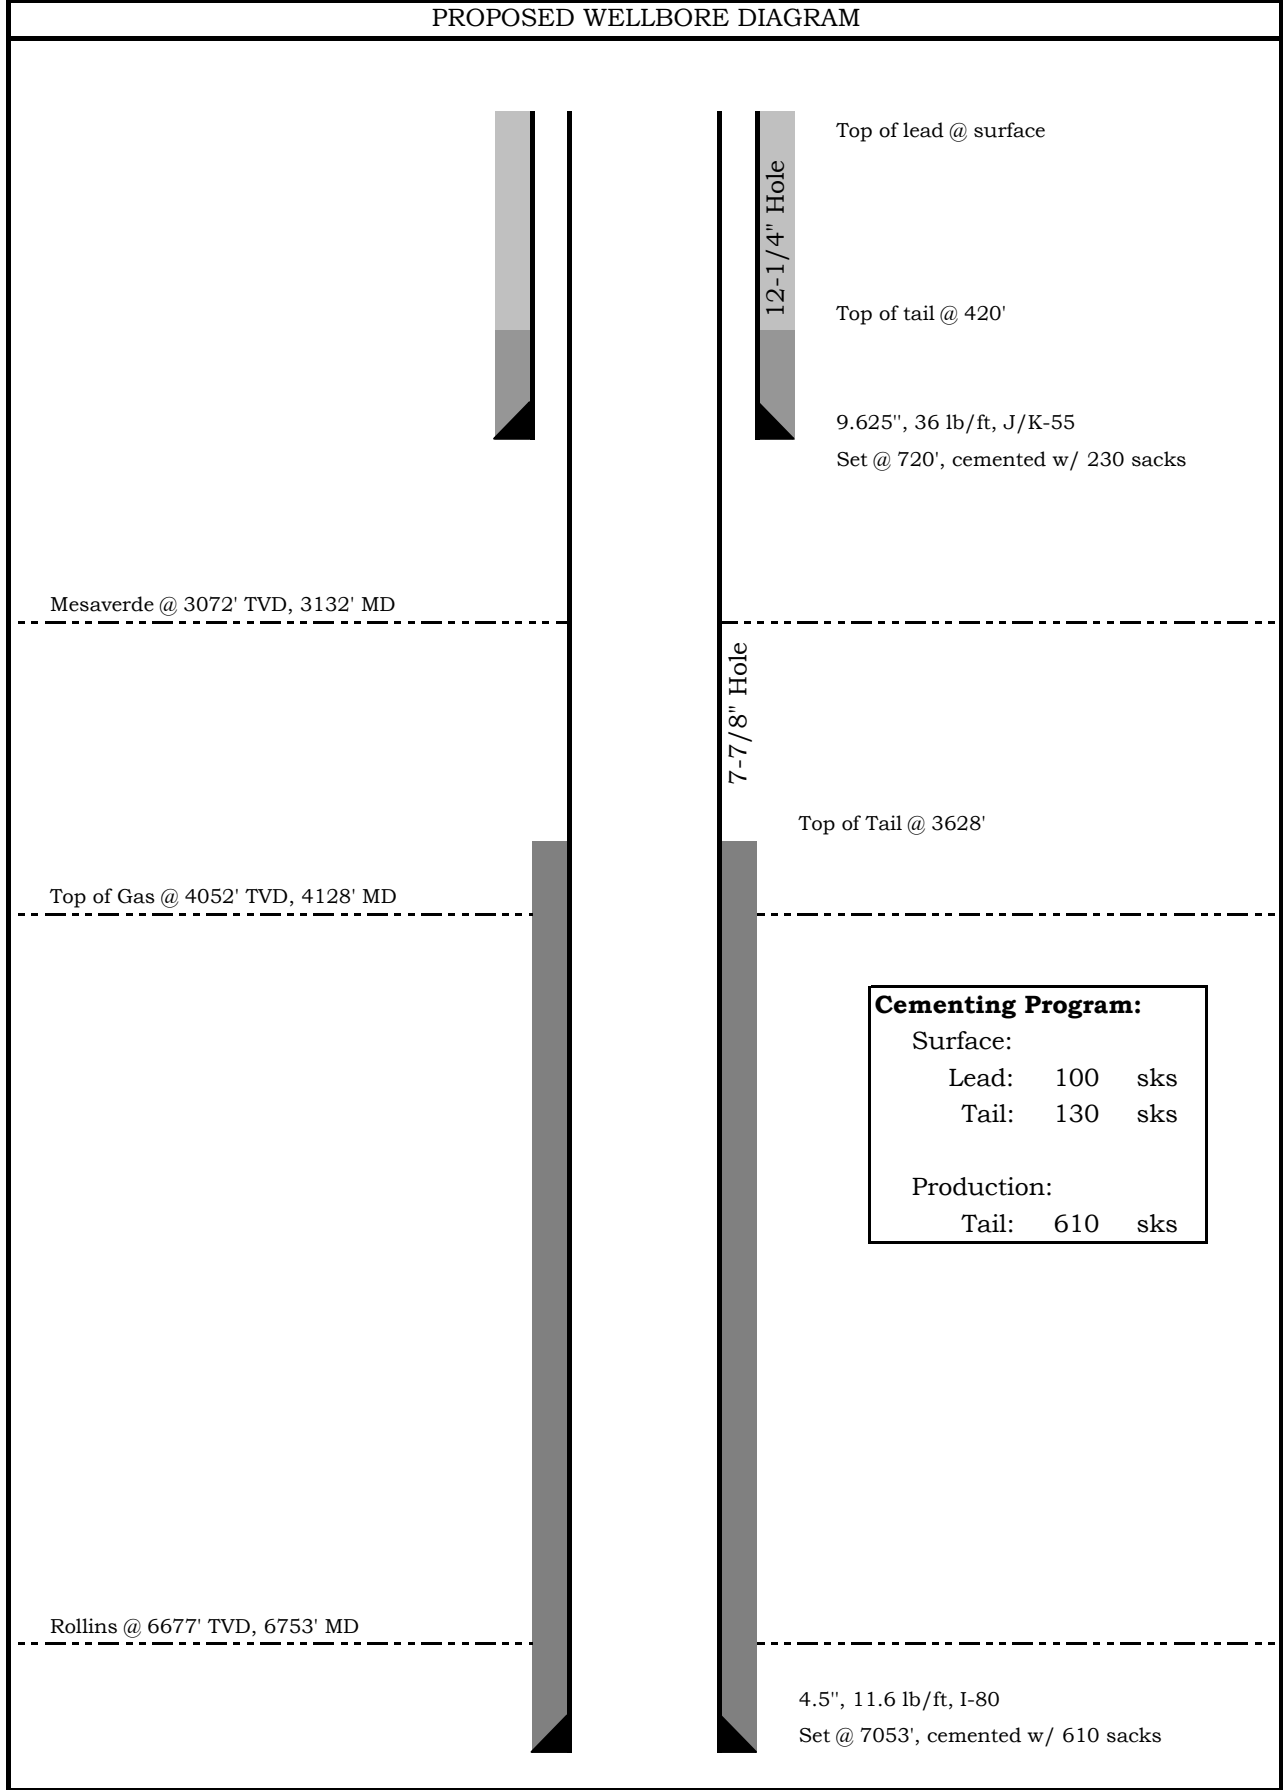 PROPOSED WELLBORE DIAGRAM
Top of lead @ surface
12-1/4" Hole
Top of tail @ 420'
9.625", 36 lb/ft, J/K-55
Set @ 720', cemented w/ 230 sacks
Mesaverde @ 3072' TVD, 3132' MD
7-7/8" Hole
Top of Tail @ 3628'
Top of Gas @ 4052' TVD, 4128' MD
Cementing Program:
Surface:
Lead: 100 sks
Tail: 130 sks
Production:
Tail: 610 sks
Rollins @ 6677' TVD, 6753' MD
4.5", 11.6 lb/ft, I-80
Set @ 7053', cemented w/ 610 sacks